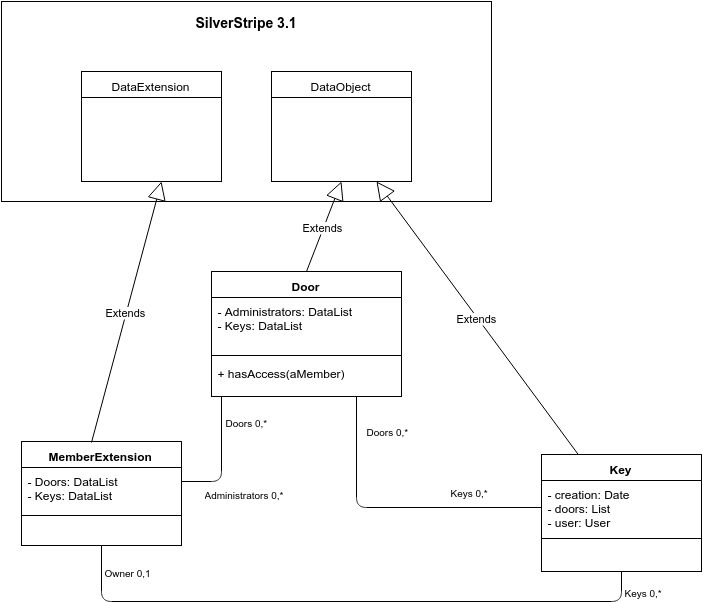 SilverStripe 3.1
DataExtension
DataObject
Extends
Extends
Extends
Door
- Administrators: DataList
- Keys: DataList
+ hasAccess(aMember)
Doors 0,*
Doors 0,*
MemberExtension
- Doors: DataList
- Keys: DataList
Administrators 0,*
Keys 0,*
Key
- creation: Date
- doors: List
- user: User
Owner 0,1
Keys 0,*